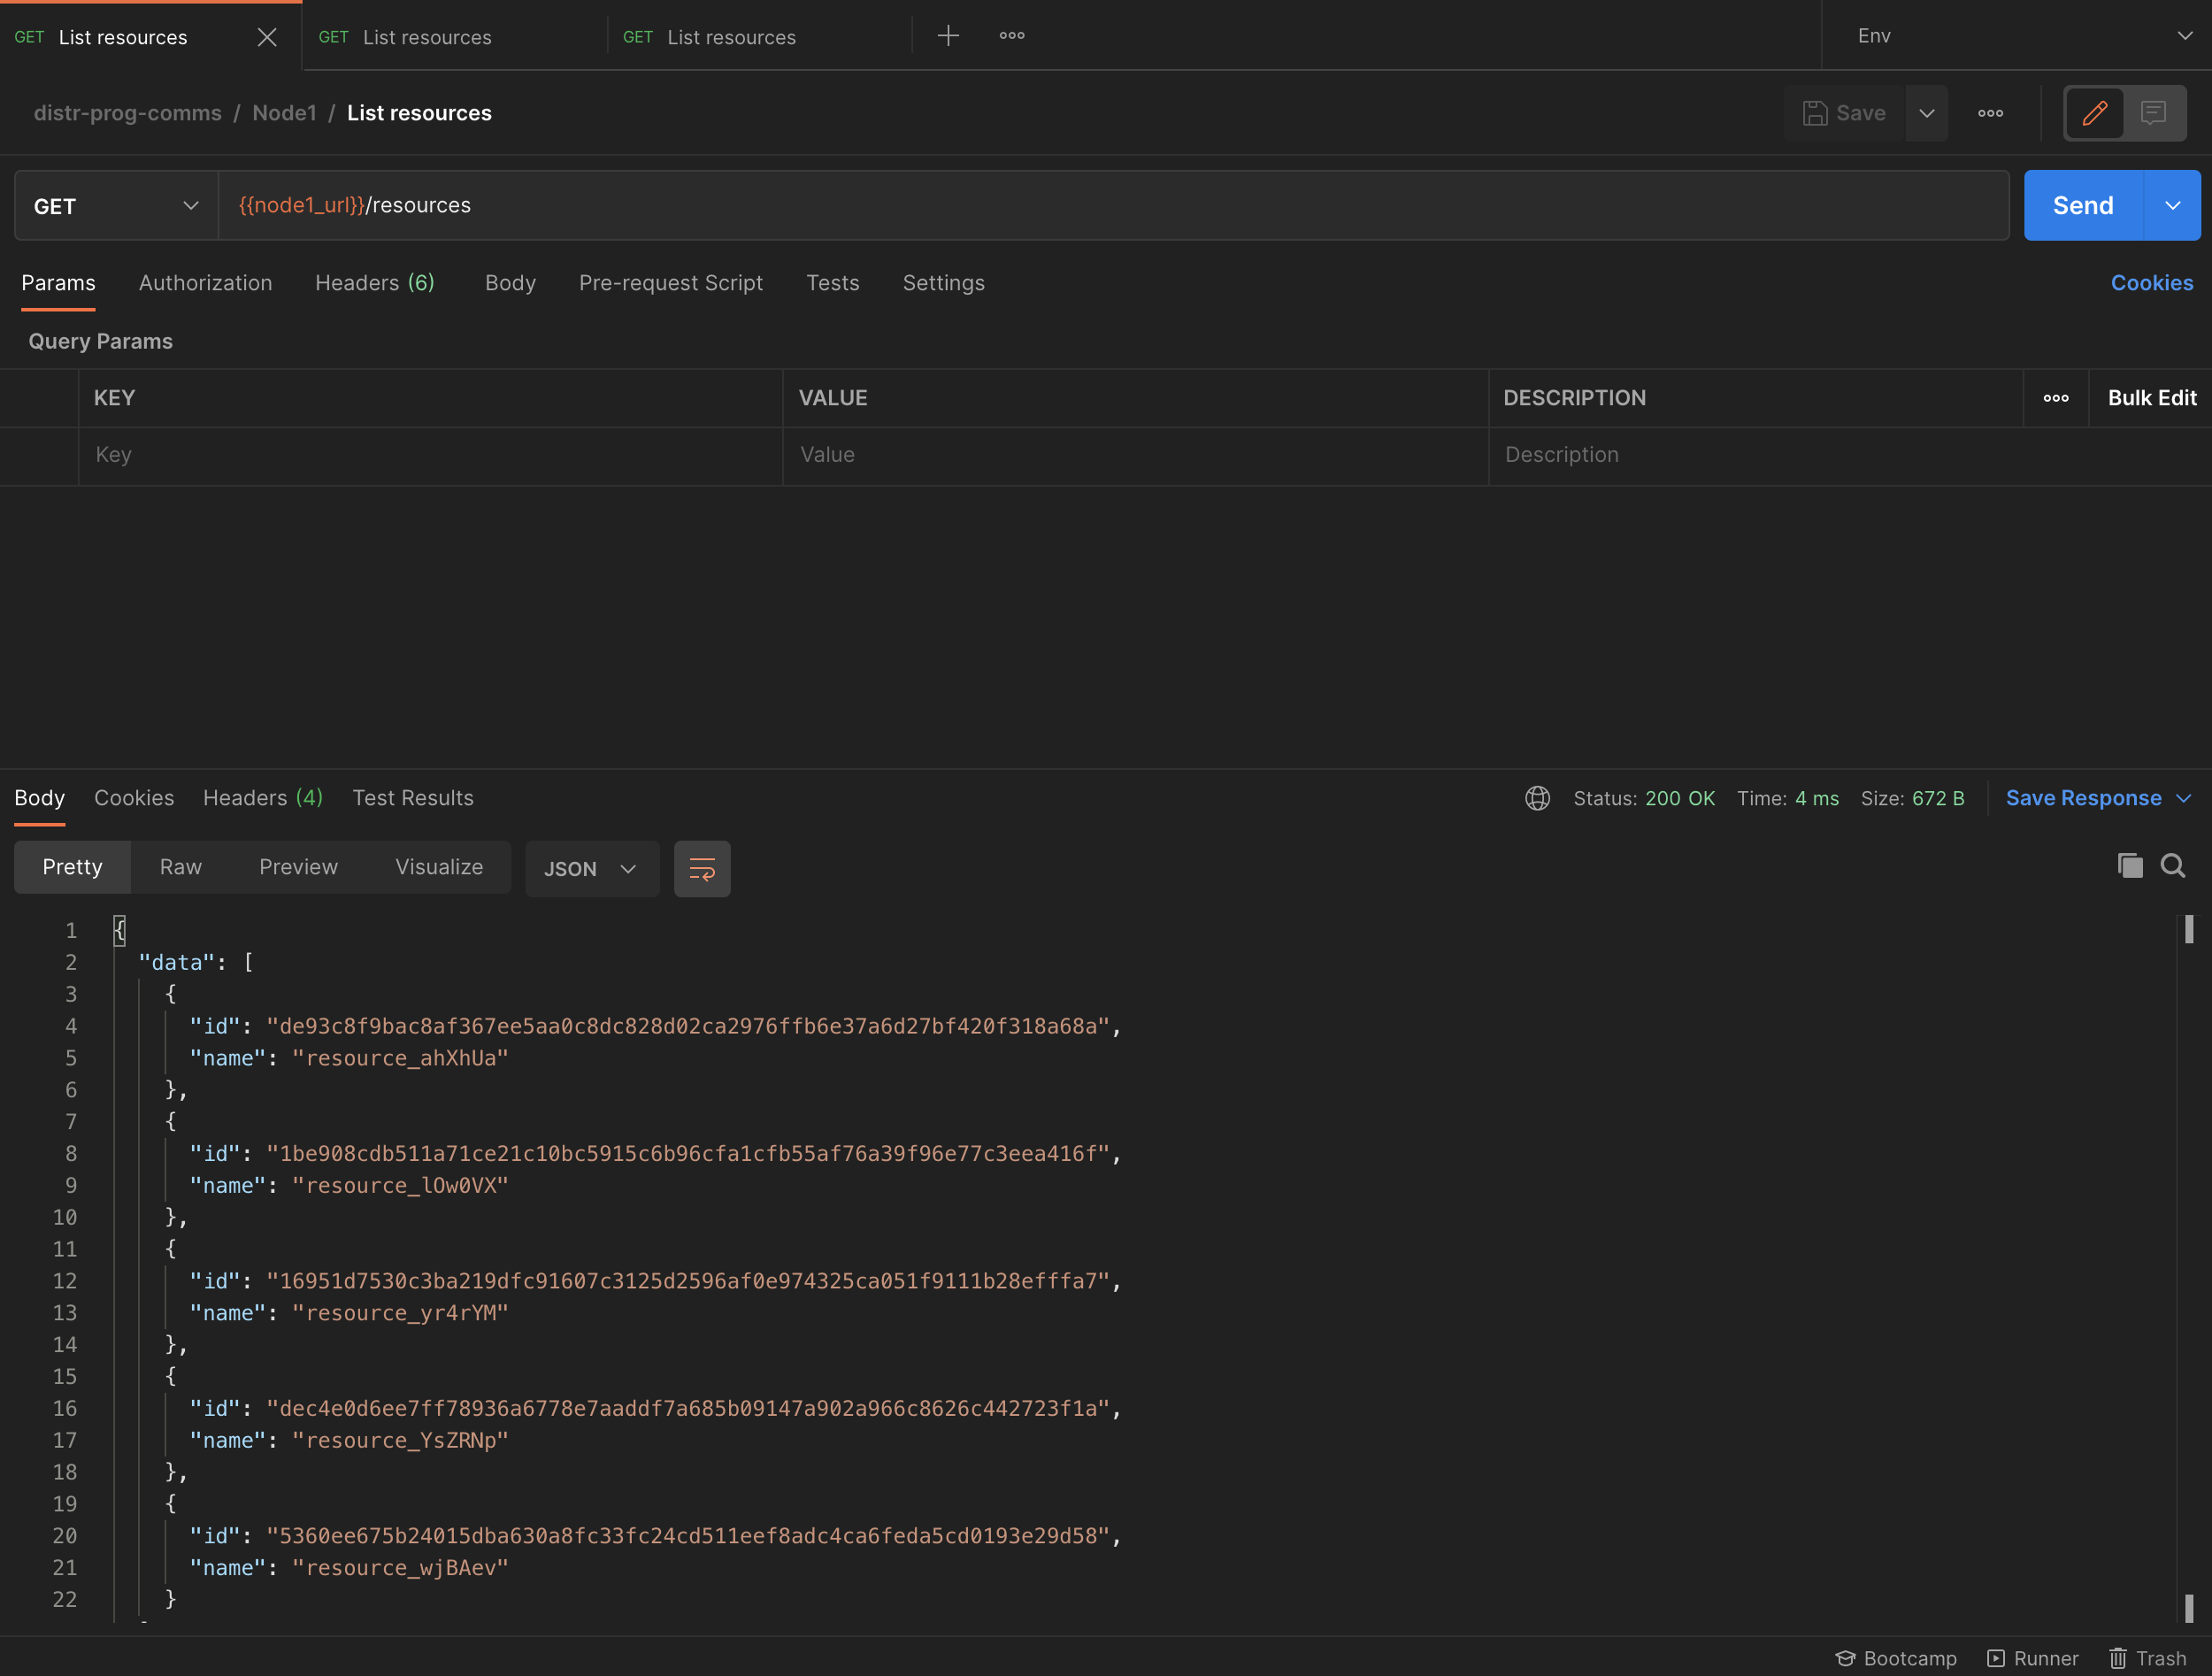 GET List resources GET List resources GET List resources Env
distr-prog-comms / Node1 / List resources Save
GET {{node1_url}}/resources Send
Params Authorization Headers (6) Body Pre-request Script Tests Settings Cookies
Query Params
KEY VALUE DESCRIPTION Bulk Edit
Key Value Description
Body Cookies Headers (4) Test Results Status: 200 OK Time: 4 ms Size: 672 B Save Response
Pretty Raw Preview Visualize JSON
1 {
2 "data": [
3 {
4 "id": "de93c8f9bac8af367ee5aa0c8dc828d02ca2976ffb6e37a6d27bf420f318a68a",
5 "name": "resource_ahXhUa"
6 },
7 {
8 "id": "1be908cdb511a71ce21c10bc5915c6b96cfa1cfb55af76a39f96e77c3eea416f",
9 "name": "resource_lOw0VX"
10 },
11 {
12 "id": "16951d7530c3ba219dfc91607c3125d2596af0e974325ca051f9111b28efffa7",
13 "name": "resource_yr4rYM"
14 },
15 {
16 "id": "dec4e0d6ee7ff78936a6778e7aaddf7a685b09147a902a966c8626c442723f1a",
17 "name": "resource_YsZRNp"
18 },
19 {
20 "id": "5360ee675b24015dba630a8fc33fc24cd511eef8adc4ca6feda5cd0193e29d58",
21 "name": "resource_wjBAev"
22 }
Bootcamp Runner Trash